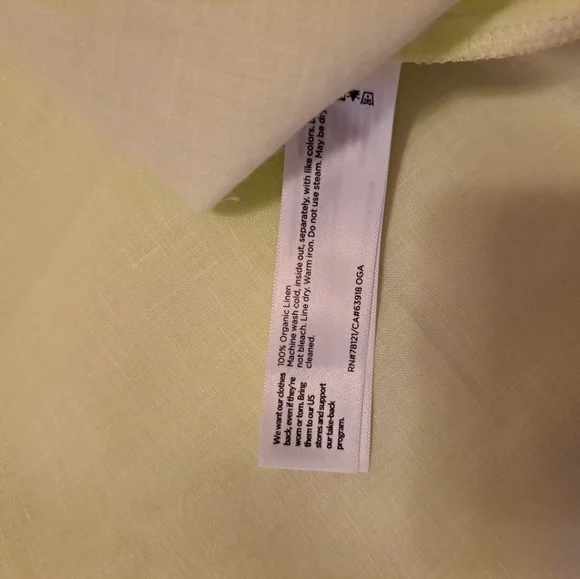 100% Organic Linen
Machine wash cold, inside out, separately, with like colors.
not bleach. Line dry. Warm iron. Do not use steam. May be dry
cleaned.
RN#78121/CA#63918 OGA
We want our clothes
back, even if they're
worn or torn. Bring
them to our US
stores and support
our take-back
program.